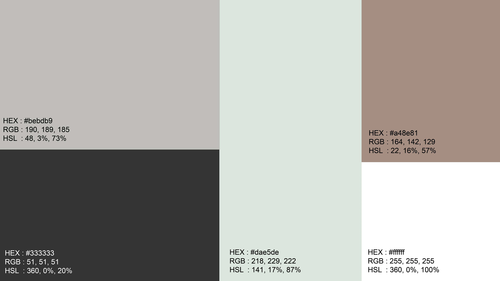 HEX : #bebdb9
RGB : 190, 189, 185
HSL : 48, 3%, 73%
HEX : #333333
RGB : 51, 51, 51
HSL : 360, 0%, 20%
HEX : #dae5de
RGB : 218, 229, 222
HSL : 141, 17%, 87%
HEX : #a48e81
RGB : 164, 142, 129
HSL : 22, 16%, 57%
HEX : #ffffff
RGB : 255, 255, 255
HSL : 360, 0%, 100%